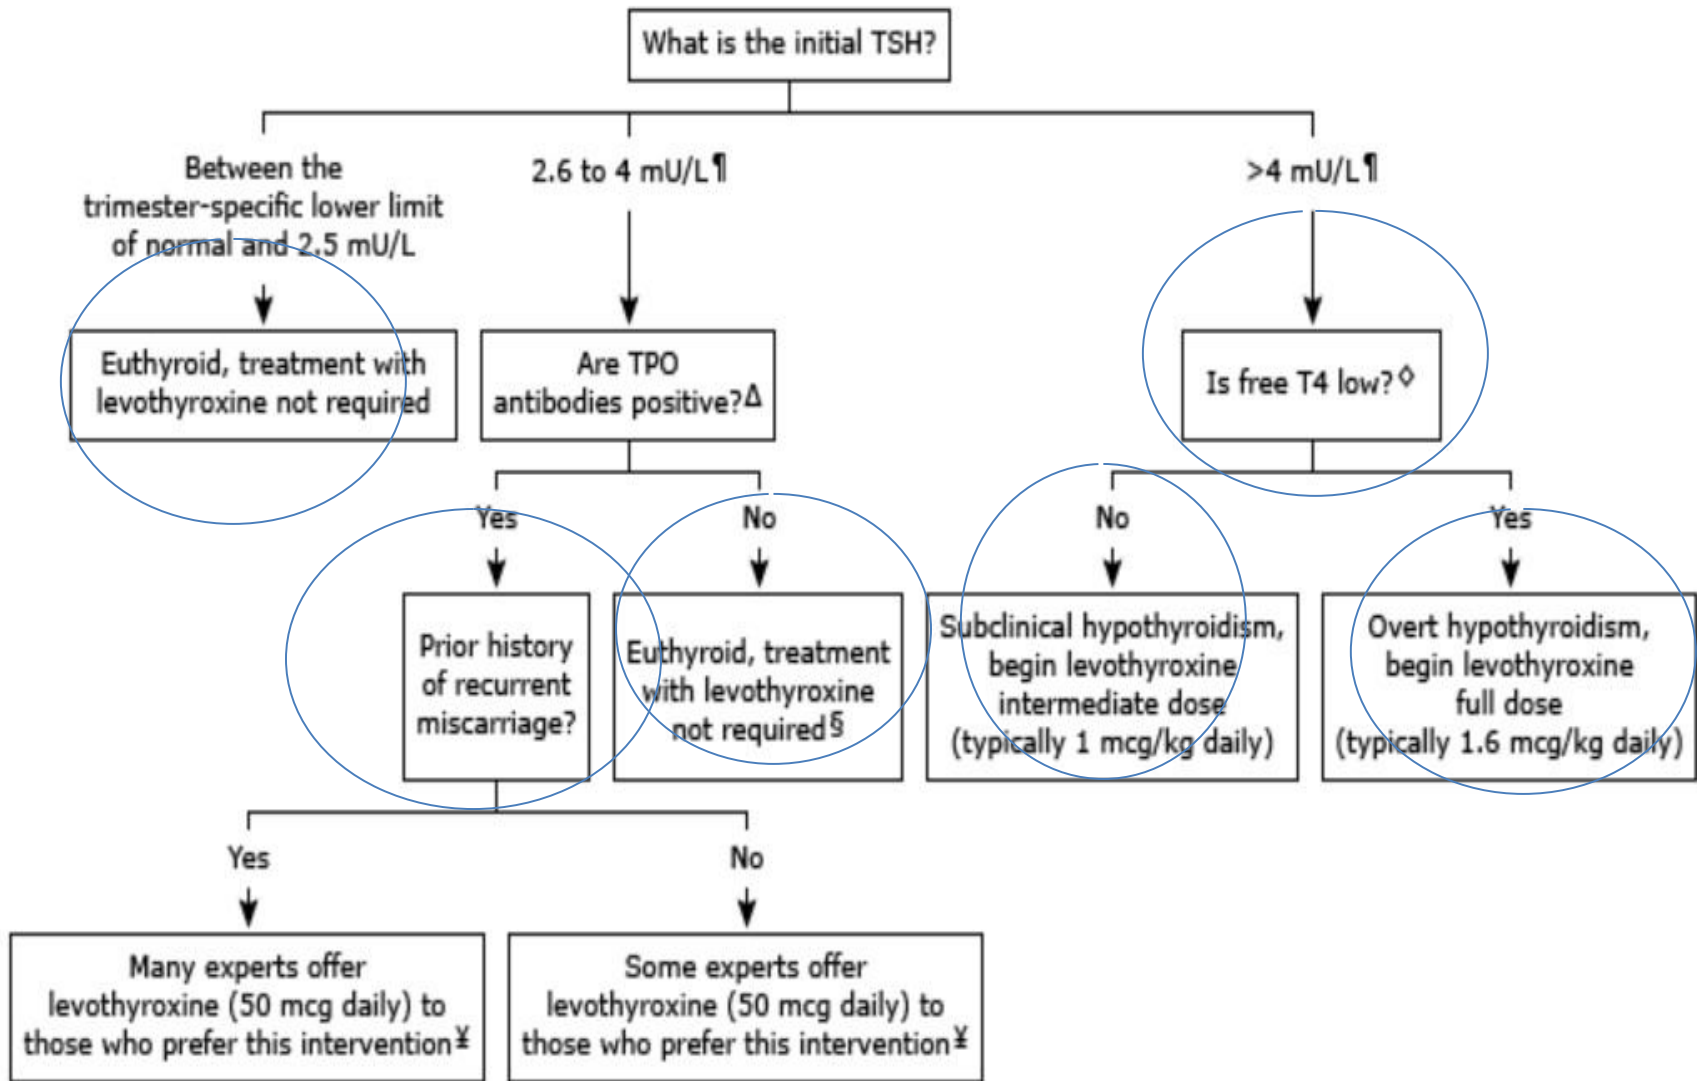 What is the initial TSH?
Between the
trimester-specific lower limit
of normal and 2.5 mU/L
2.6 to 4 mU/L¶
>4 mU/L¶
Euthyroid, treatment with
levothyroxine not required
Are TPO
antibodies positive?Δ
Is free T4 low?◊
Yes
No
No
Yes
Prior history
of recurrent
miscarriage?
Euthyroid, treatment
with levothyroxine
not required§
Subclinical hypothyroidism,
begin levothyroxine
intermediate dose
(typically 1 mcg/kg daily)
Overt hypothyroidism,
begin levothyroxine
full dose
(typically 1.6 mcg/kg daily)
Yes
No
Many experts offer
levothyroxine (50 mcg daily) to
those who prefer this intervention¥
Some experts offer
levothyroxine (50 mcg daily) to
those who prefer this intervention¥